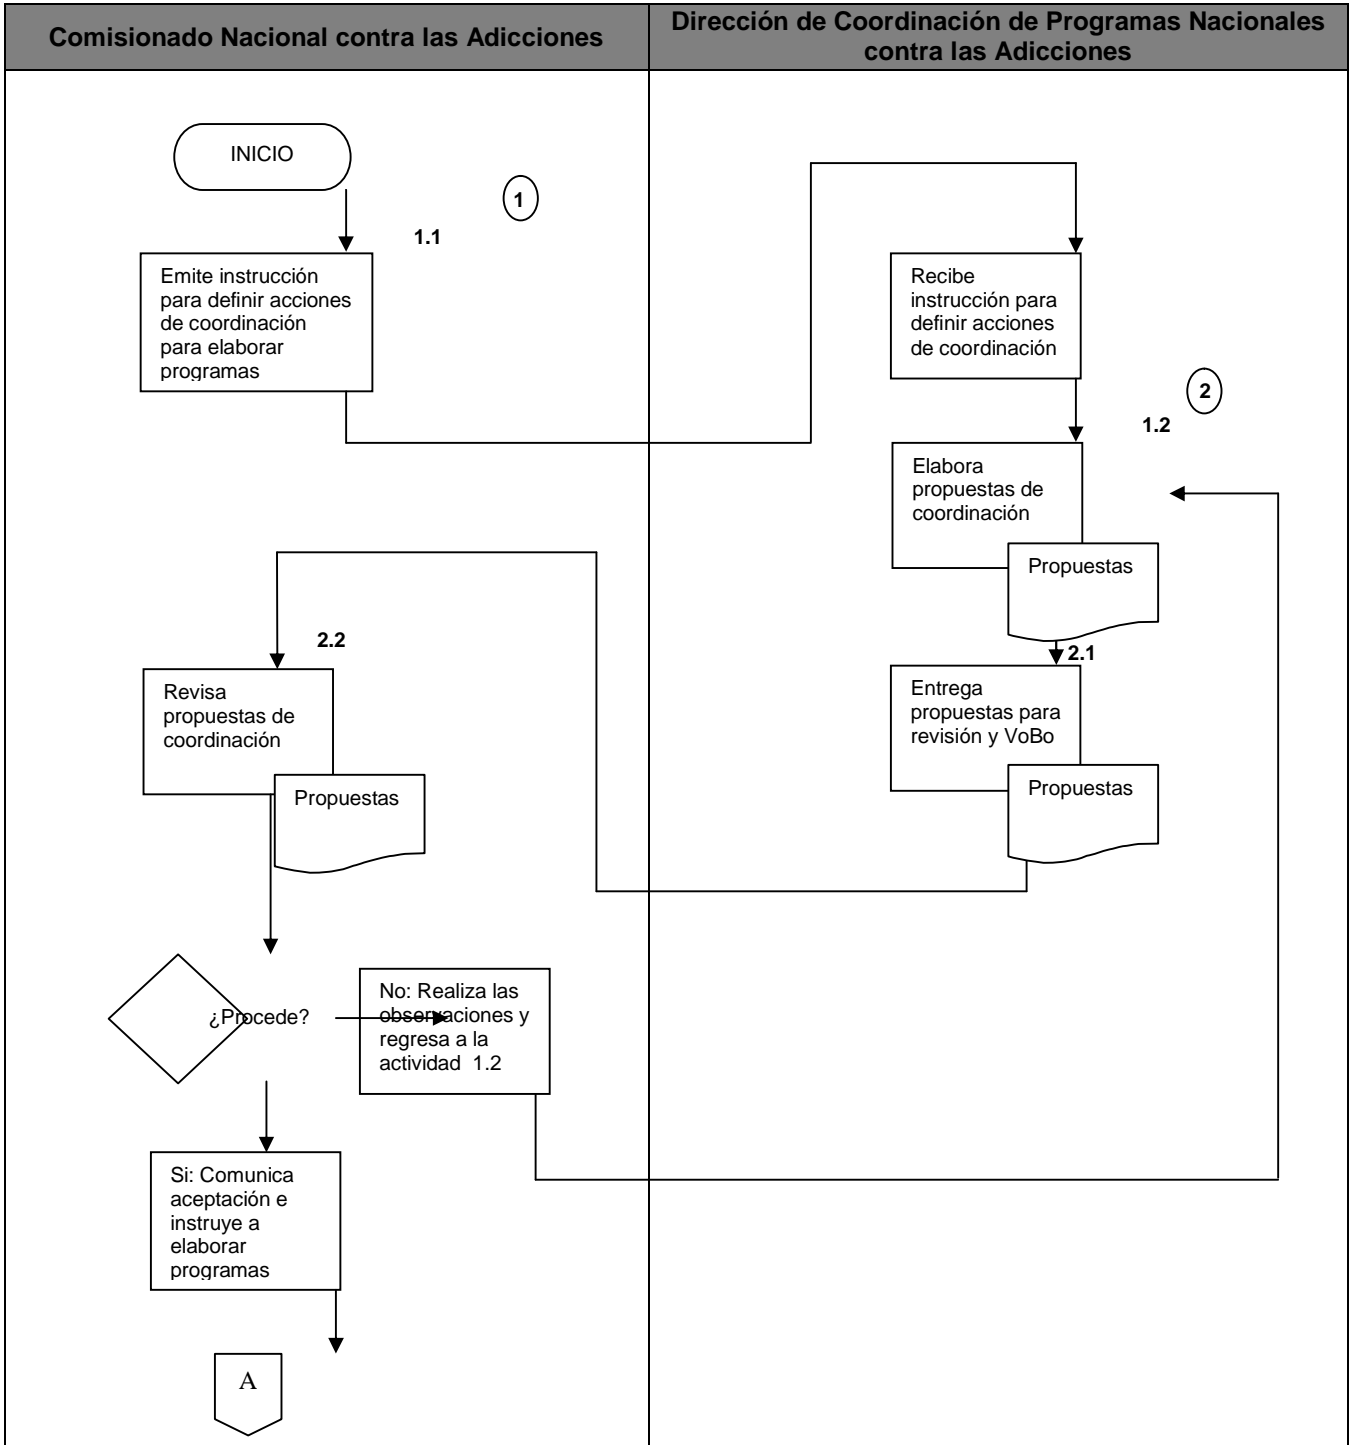 Comisionado Nacional contra las Adicciones
Dirección de Coordinación de Programas Nacionales
contra las Adicciones
INICIO
1
1.1
Emite instrucción
para definir acciones
de coordinación
para elaborar
programas
Recibe
instrucción para
definir acciones
de coordinación
2
1.2
Elabora
propuestas de
coordinación
Propuestas
2.1
Entrega
propuestas para
revisión y VoBo
Propuestas
2.2
Revisa
propuestas de
coordinación
Propuestas
¿Procede?
No: Realiza las
observaciones y
regresa a la
actividad 1.2
Si: Comunica
aceptación e
instruye a
elaborar
programas
A